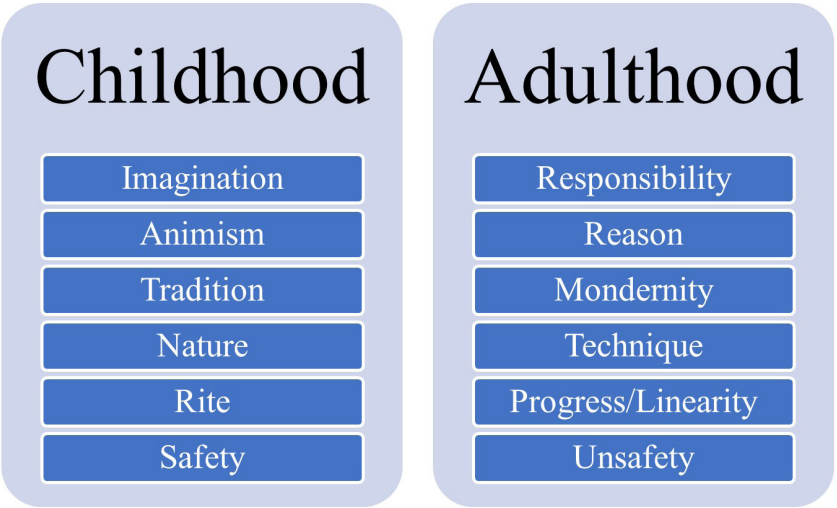 Childhood
Imagination
Animism
Tradition
Nature
Rite
Safety
Adulthood
Responsibility
Reason
Mondernity
Technique
Progress/Linearity
Unsafety